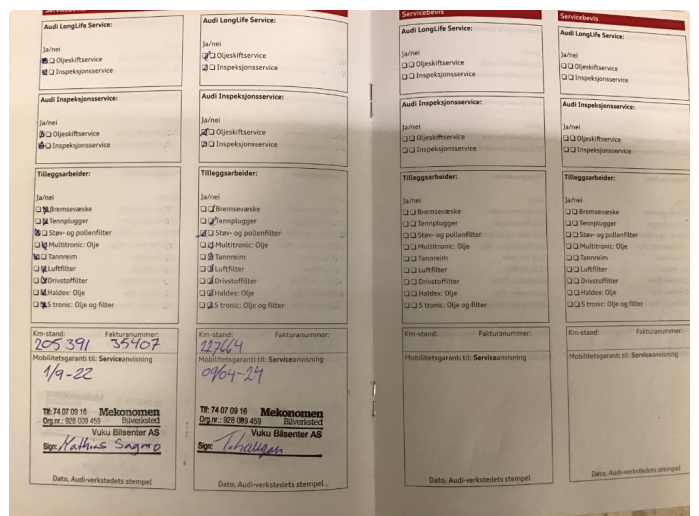 Servicebevis
Audi LongLife Service:
Ja/nei
Oljeskiftservice
Inspeksjonsservice
Audi Inspeksjonsservice:
Ja/nei
Oljeskiftservice
Inspeksjonsservice
Tilleggsarbeider:
Ja/nei
Bremsevæske
Tennplugger
Støv- og pollenfilter
Multitronic: Olje
Tannreim
Luftfilter
Drivstoffilter
Haldex: Olje
S tronic: Olje og filter
Km-stand: Fakturanummer:
205 391 35407
Mobilitetsgaranti til: Serviceanvisning
1/9-22
Tlf: 74 07 09 16 Mekonomen
Org.nr.: 928 009 459 Bilverksted
Vuku Bilsenter AS
Sign: Mathias Sagmo
Dato, Audi-verkstedets stempel
Audi LongLife Service:
Ja/nei
Oljeskiftservice
Inspeksjonsservice
Audi Inspeksjonsservice:
Ja/nei
Oljeskiftservice
Inspeksjonsservice
Tilleggsarbeider:
Ja/nei
Bremsevæske
Tennplugger
Støv- og pollenfilter
Multitronic: Olje
Tannreim
Luftfilter
Drivstoffilter
Haldex: Olje
S tronic: Olje og filter
Km-stand: Fakturanummer:
227664
Mobilitetsgaranti til: Serviceanvisning
09/04-24
Tlf: 74 07 09 16 Mekonomen
Org.nr.: 928 009 459 Bilverksted
Vuku Bilsenter AS
Sign:
Dato, Audi-verkstedets stempel
Servicebevis
Audi LongLife Service:
Ja/nei
Oljeskiftservice
Inspeksjonsservice
Audi Inspeksjonsservice:
Ja/nei
Oljeskiftservice
Inspeksjonsservice
Tilleggsarbeider:
Ja/nei
Bremsevæske
Tennplugger
Støv- og pollenfilter
Multitronic: Olje
Tannreim
Luftfilter
Drivstoffilter
Haldex: Olje
S tronic: Olje og filter
Km-stand: Fakturanummer:
Mobilitetsgaranti til: Serviceanvisning
Dato, Audi-verkstedets stempel
Servicebevis
Audi LongLife Service:
Ja/nei
Oljeskiftservice
Inspeksjonsservice
Audi Inspeksjonsservice:
Ja/nei
Oljeskiftservice
Inspeksjonsservice
Tilleggsarbeider:
Ja/nei
Bremsevæske
Tennplugger
Støv- og pollenfilter
Multitronic: Olje
Tannreim
Luftfilter
Drivstoffilter
Haldex: Olje
S tronic: Olje og filter
Km-stand: Fakturanummer:
Mobilitetsgaranti til: Serviceanvisning
Dato, Audi-verkstedets stempel